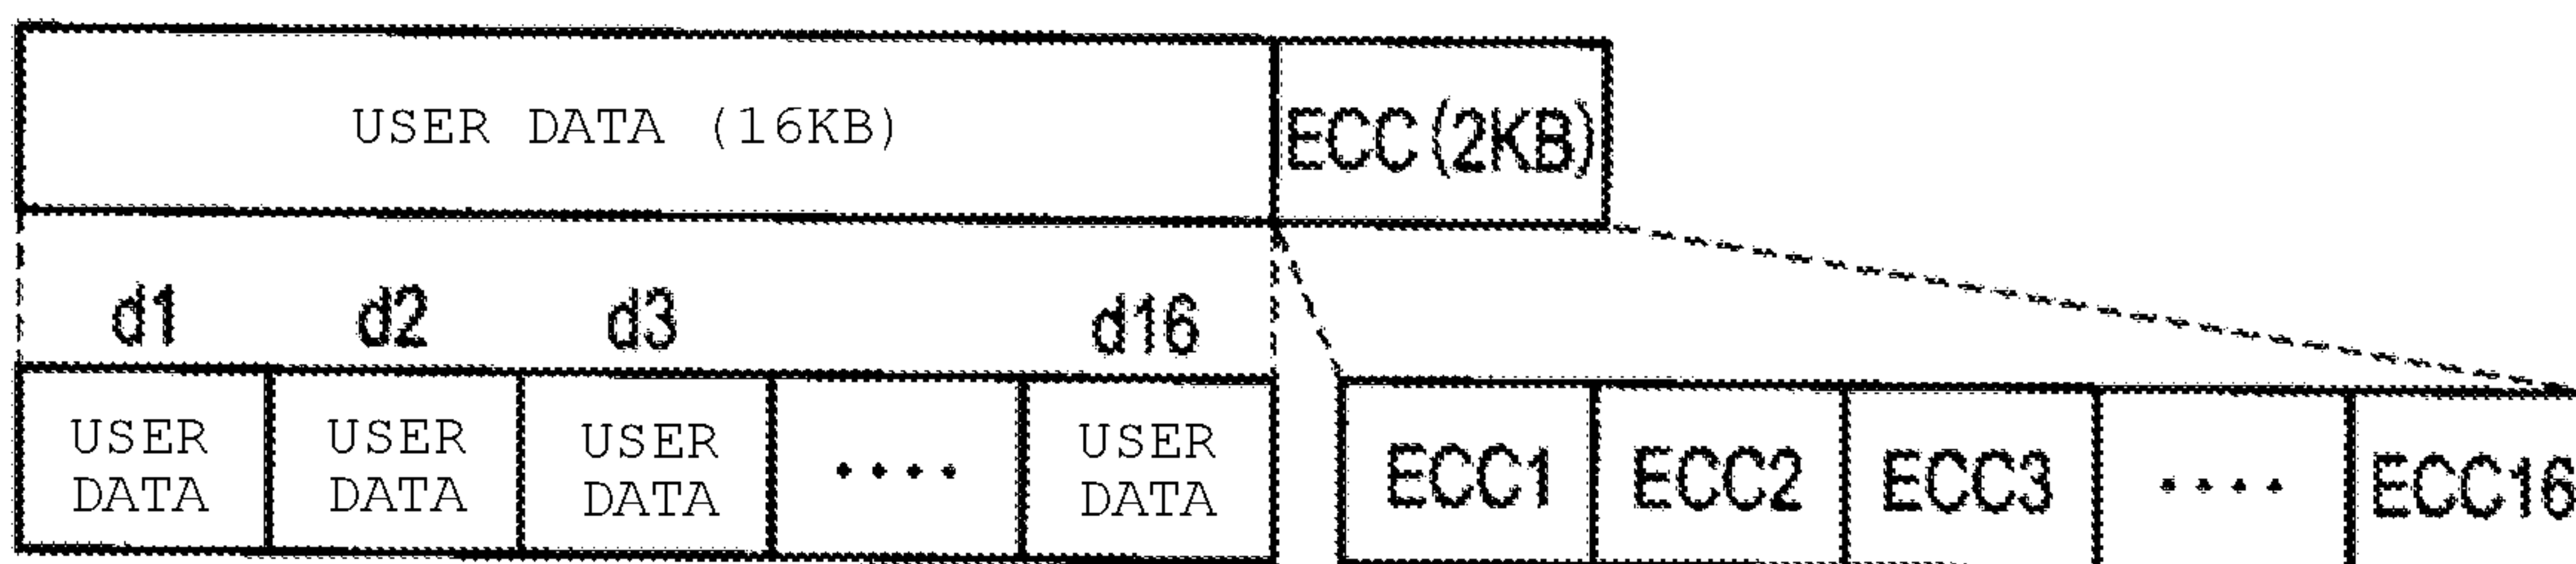 USER DATA (16KB) ECC (2KB)
d1 d2 d3 d16
USER DATA USER DATA USER DATA .... USER DATA ECC1 ECC2 ECC3 .... ECC16